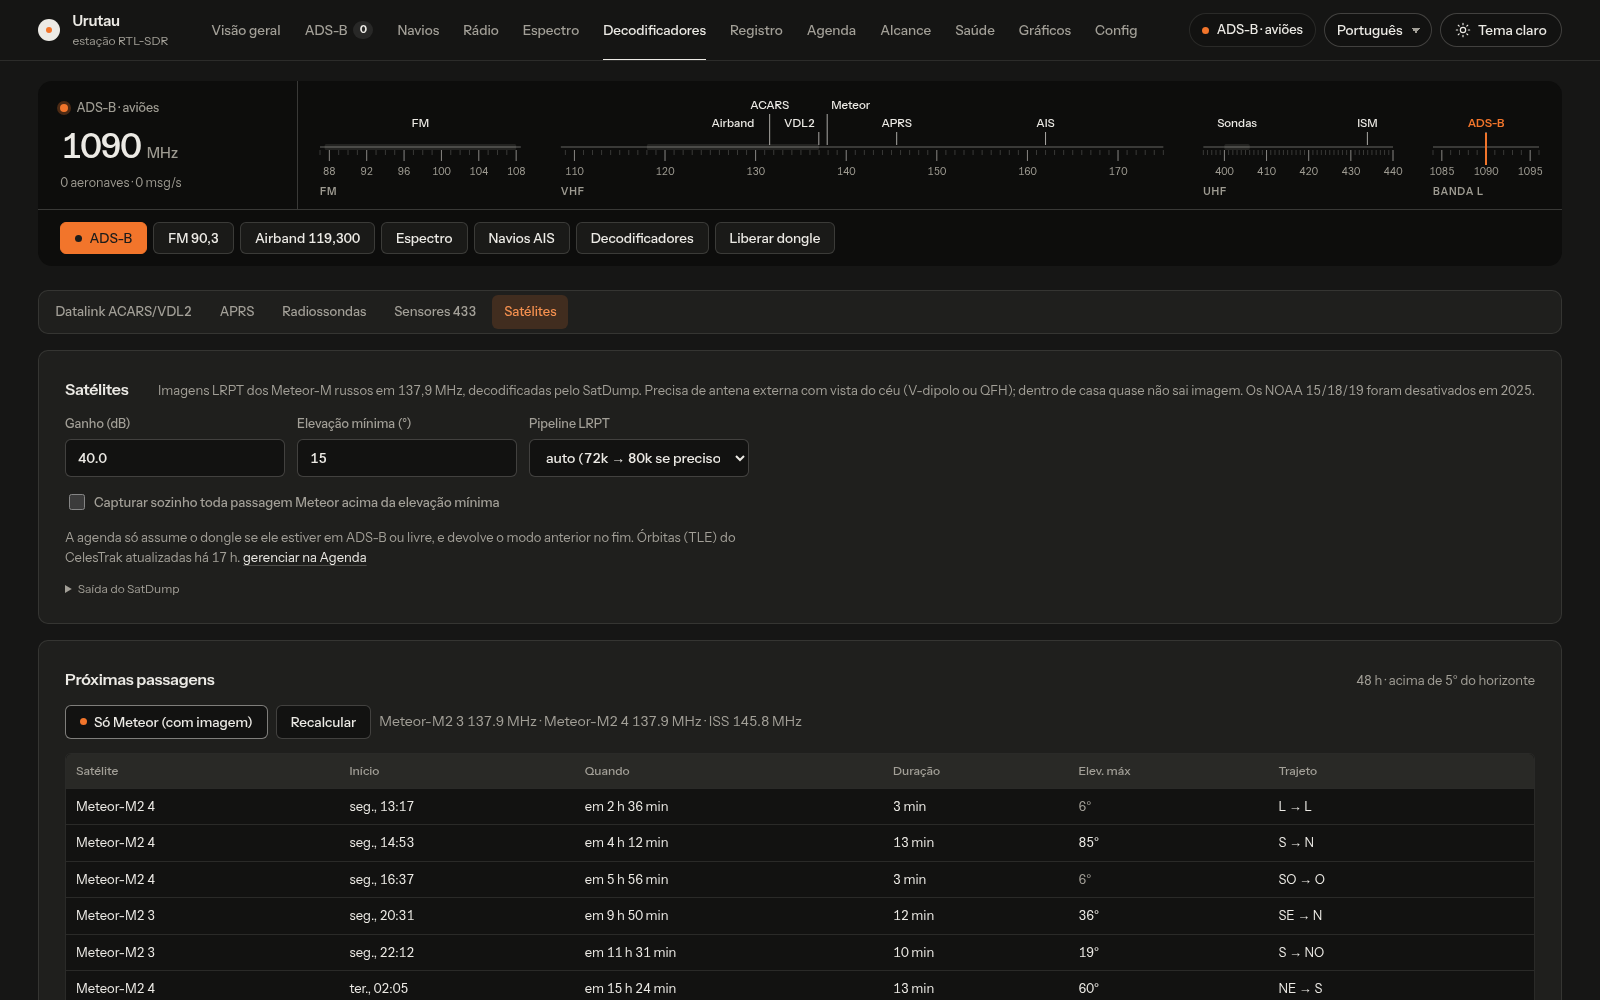 Urutau
estação RTL-SDR
Visão geral ADS-B 0 Navios Rádio Espectro Decodificadores Registro Agenda Alcance Saúde Gráficos Config
ADS-B · aviões Português Tema claro
ADS-B · aviões
1090 MHz
0 aeronaves · 0 msg/s
ACARS Meteor
FM Airband VDL2 APRS AIS Sondas ISM ADS-B
88 92 96 100 104 108 110 120 130 140 150 160 170 400 410 420 430 440 1085 1090 1095
FM VHF UHF BANDA L
ADS-B FM 90,3 Airband 119,300 Espectro Navios AIS Decodificadores Liberar dongle
Datalink ACARS/VDL2 APRS Radiossondas Sensores 433 Satélites
Satélites Imagens LRPT dos Meteor-M russos em 137,9 MHz, decodificadas pelo SatDump. Precisa de antena externa com vista do céu (V-dipolo ou QFH); dentro de casa quase não sai imagem. Os NOAA 15/18/19 foram desativados em 2025.
Ganho (dB) Elevação mínima (°) Pipeline LRPT
40.0 15 auto (72k → 80k se preciso
Capturar sozinho toda passagem Meteor acima da elevação mínima
A agenda só assume o dongle se ele estiver em ADS-B ou livre, e devolve o modo anterior no fim. Órbitas (TLE) do
CelesTrak atualizadas há 17 h. gerenciar na Agenda
Saída do SatDump
Próximas passagens 48 h · acima de 5° do horizonte
Só Meteor (com imagem) Recalcular Meteor-M2 3 137.9 MHz · Meteor-M2 4 137.9 MHz · ISS 145.8 MHz
Satélite Início Quando Duração Elev. máx Trajeto
Meteor-M2 4 seg., 13:17 em 2 h 36 min 3 min 6° L → L
Meteor-M2 4 seg., 14:53 em 4 h 12 min 13 min 85° S → N
Meteor-M2 4 seg., 16:37 em 5 h 56 min 3 min 6° SO → O
Meteor-M2 3 seg., 20:31 em 9 h 50 min 12 min 36° SE → N
Meteor-M2 3 seg., 22:12 em 11 h 31 min 10 min 19° S → NO
Meteor-M2 4 ter., 02:05 em 15 h 24 min 13 min 60° NE → S